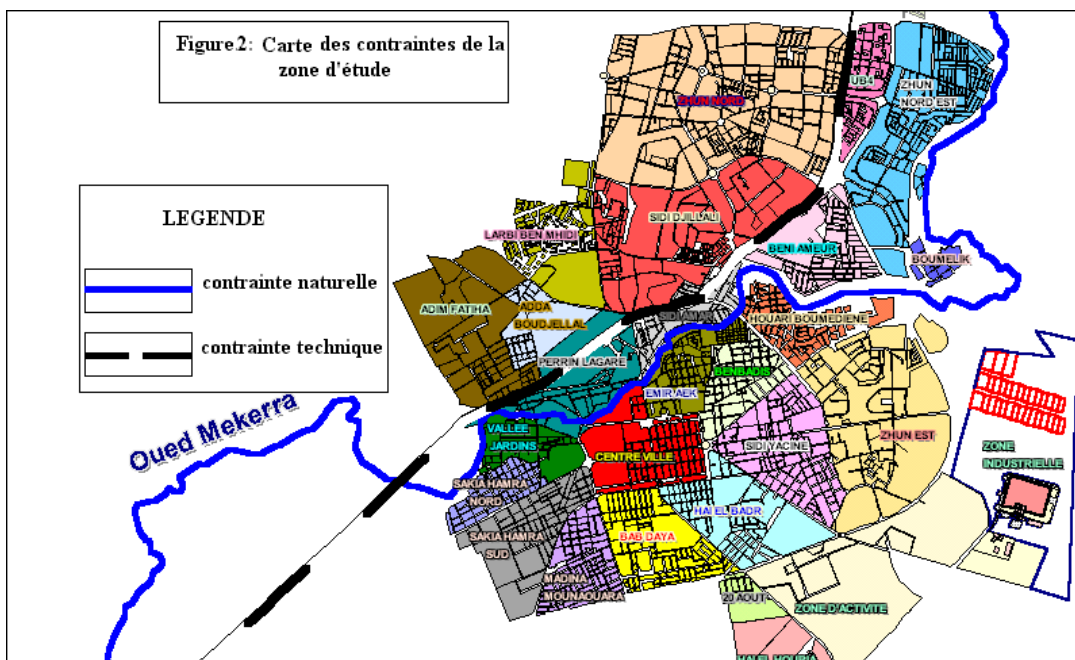 Figure2: Carte des contraintes de la
zone d'étude
LEGENDE
contrainte naturelle
contrainte technique
Oued Mekerra
ZHUN NORD
UB4
ZHUN
NORD EST
SIDI DJILLALI
LARBI BEN MHIDI
BENI AMEUR
BOUMELIK
ADIM FATIHA
ADDA
BOUDJELLAL
SIDI AMAR
HOUARI BOUMEDIENE
PERRIN LAGARE
BENBADIS
EMIR AEK
VALLEE
JARDINS
CENTRE VILLE
SIDI YACINE
ZHUN EST
ZONE
INDUSTRIELLE
SAKIA HAMRA
NORD
HAI EL BADR
SAKIA HAMRA
SUD
BAB DAYA
MADINA
MOUNAOUARA
20 AOUT
ZONE D'ACTIVITE
HAI EL HOURIA